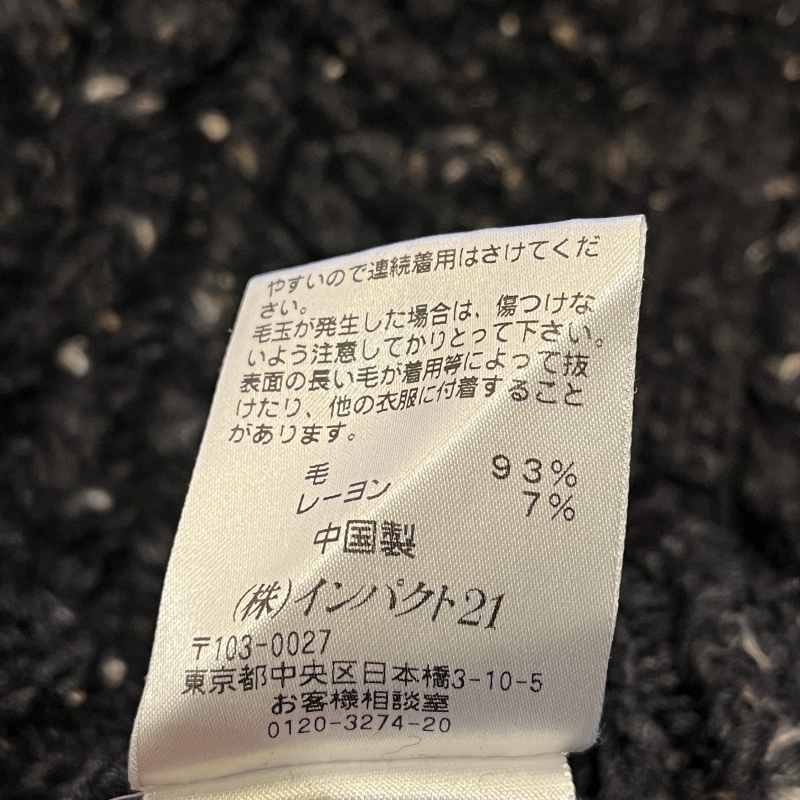 やすいので連続着用はさけてくだ
さい。
毛玉が発生した場合は、傷つけな
いよう注意してかりとって下さい。
表面の長い毛が着用等によって抜
けたり、他の衣服に付着すること
があります。
毛 93%
レーヨン 7%
中国製
(株)インパクト21
〒103-0027
東京都中央区日本橋3-10-5
お客様相談室
0120-3274-20